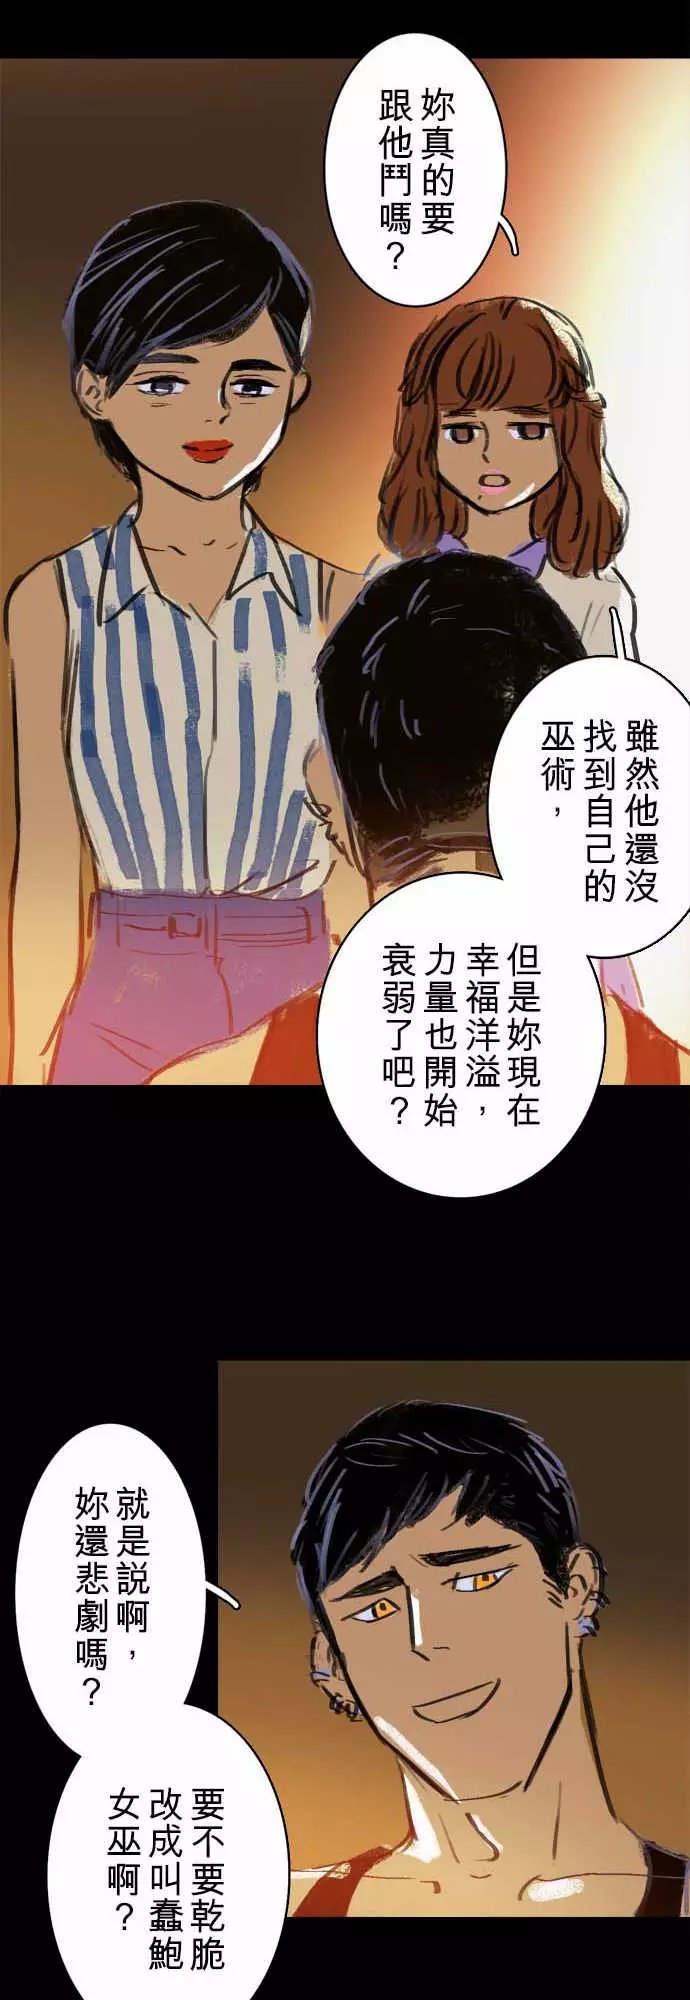 妳真的要
跟他鬥嗎？
雖然他還沒
找到自己的
巫術，
但是妳現在
幸福洋溢，
力量也開始
衰弱了吧？
就是說啊，
妳還悲劇嗎？
要不要乾脆
改成叫蠢鮑
女巫啊？